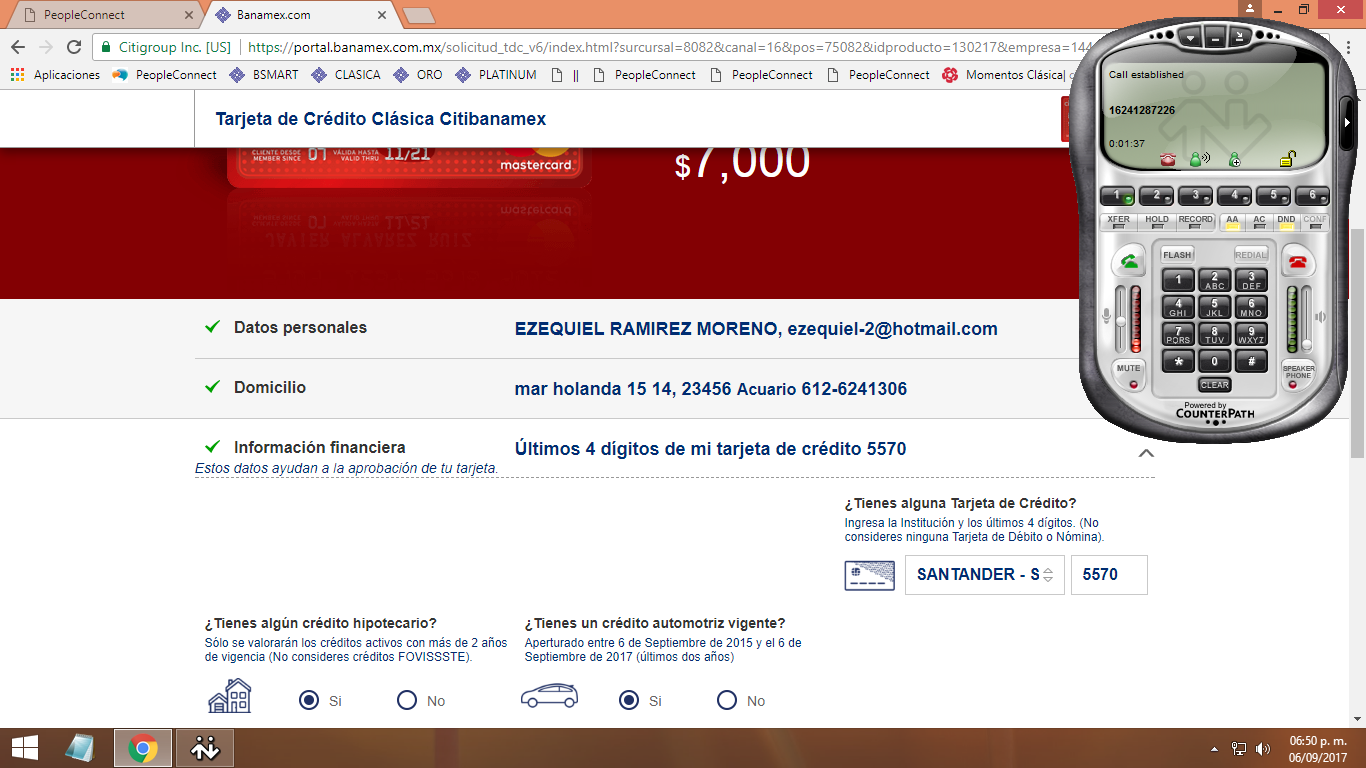 PeopleConnect
Banamex.com
Citigroup Inc. [US]
https://portal.banamex.com.mx/solicitud_tdc_v6/index.html?surcursal=8082&canal=16&pos=75082&idproducto=130217&empresa=144
Aplicaciones
PeopleConnect
BSMART
CLASICA
ORO
PLATINUM
||
PeopleConnect
PeopleConnect
PeopleConnect
Momentos Clásica|
Tarjeta de Crédito Clásica Citibanamex
CLIENTE DESDE
MEMBER SINCE
07
VÁLIDA HASTA
VALID THRU
11/21
mastercard
$7,000
MEMBER SINCE
07
VALID THRU
11/21
mastercard
JAVIER ALVAREZ RUIZ
Datos personales
EZEQUIEL RAMIREZ MORENO, ezequiel-2@hotmail.com
Domicilio
mar holanda 15 14, 23456 Acuario 612-6241306
Información financiera
Últimos 4 dígitos de mi tarjeta de crédito 5570
Estos datos ayudan a la aprobación de tu tarjeta.
¿Tienes alguna Tarjeta de Crédito?
Ingresa la Institución y los últimos 4 dígitos. (No
consideres ninguna Tarjeta de Débito o Nómina).
SANTANDER - S
5570
¿Tienes algún crédito hipotecario?
Sólo se valorarán los créditos activos con más de 2 años
de vigencia (No consideres créditos FOVISSSTE).
Si
No
¿Tienes un crédito automotriz vigente?
Aperturado entre 6 de Septiembre de 2015 y el 6 de
Septiembre de 2017 (últimos dos años)
Si
No
Call established
16241287226
0:01:37
1 2 3 4 5 6
XFER HOLD RECORD AA AC DND CONF
FLASH
REDIAL
1 2 ABC 3 DEF
4 GHI 5 JKL 6 MNO
7 PQRS 8 TUV 9 WXYZ
* 0 #
CLEAR
MUTE
SPEAKER
PHONE
Powered by
COUNTERPATH
06:50 p. m.
06/09/2017